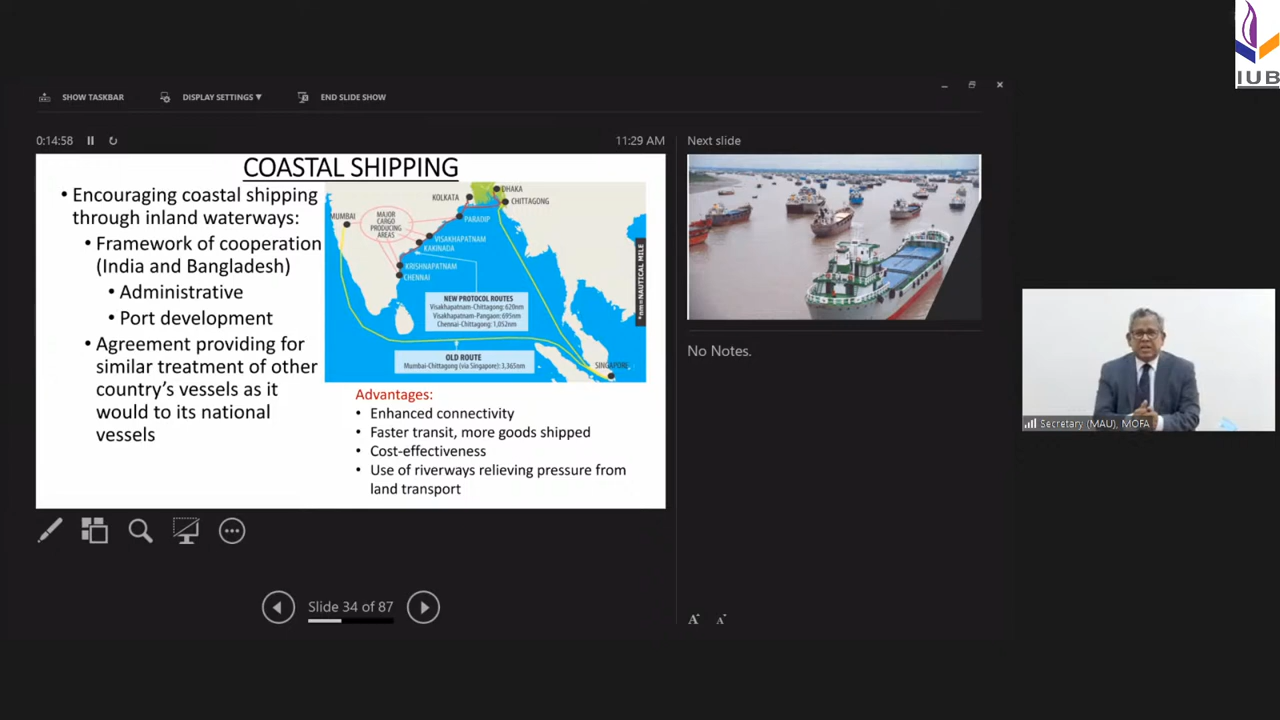 IUB
SHOW TASKBAR
DISPLAY SETTINGS ▼
END SLIDE SHOW
0:14:58
11:29 AM
Next slide
COASTAL SHIPPING
• Encouraging coastal shipping
through inland waterways:
• Framework of cooperation
(India and Bangladesh)
• Administrative
• Port development
• Agreement providing for
similar treatment of other
country's vessels as it
would to its national
vessels
DHAKA
KOLKATA
CHITTAGONG
MUMBAI
MAJOR
CARGO
PRODUCING
AREAS
PARADIP
VISAKHAPATNAM
KAKINADA
KRISHNAPATNAM
CHENNAI
NEW PROTOCOL ROUTES
Visakhapatnam-Chittagong: 620nm
Visakhapatnam-Pangaon: 695nm
Chennai-Chittagong: 1,052nm
OLD ROUTE
Mumbai-Chittagong (via Singapore): 3,365nm
SINGAPORE
*nm=NAUTICAL MILE
Advantages:
• Enhanced connectivity
• Faster transit, more goods shipped
• Cost-effectiveness
• Use of riverways relieving pressure from
land transport
No Notes.
Secretary (MAU), MOFA
Slide 34 of 87
A A